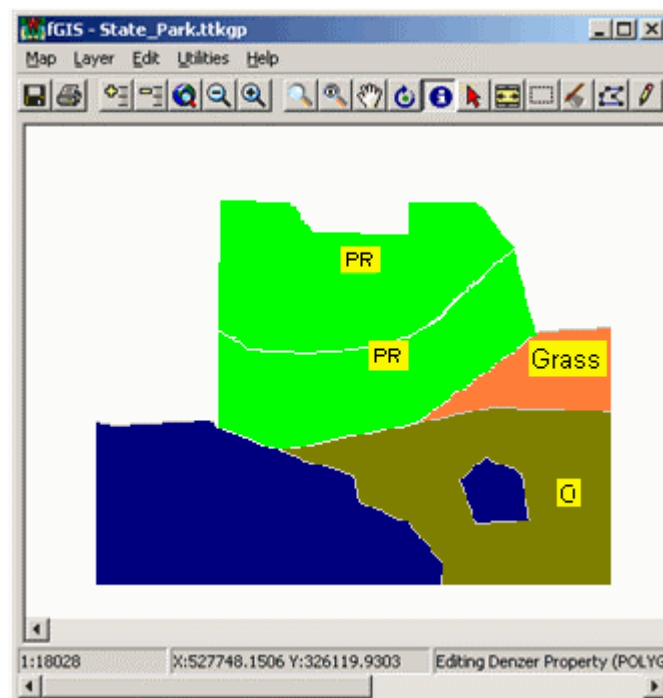 fGIS - State_Park.ttkgp
Map Layer Edit Utilities Help
PR
PR
Grass
O
1:18028 X:527748.1506 Y:326119.9303 Editing Denzer Property (POLYG